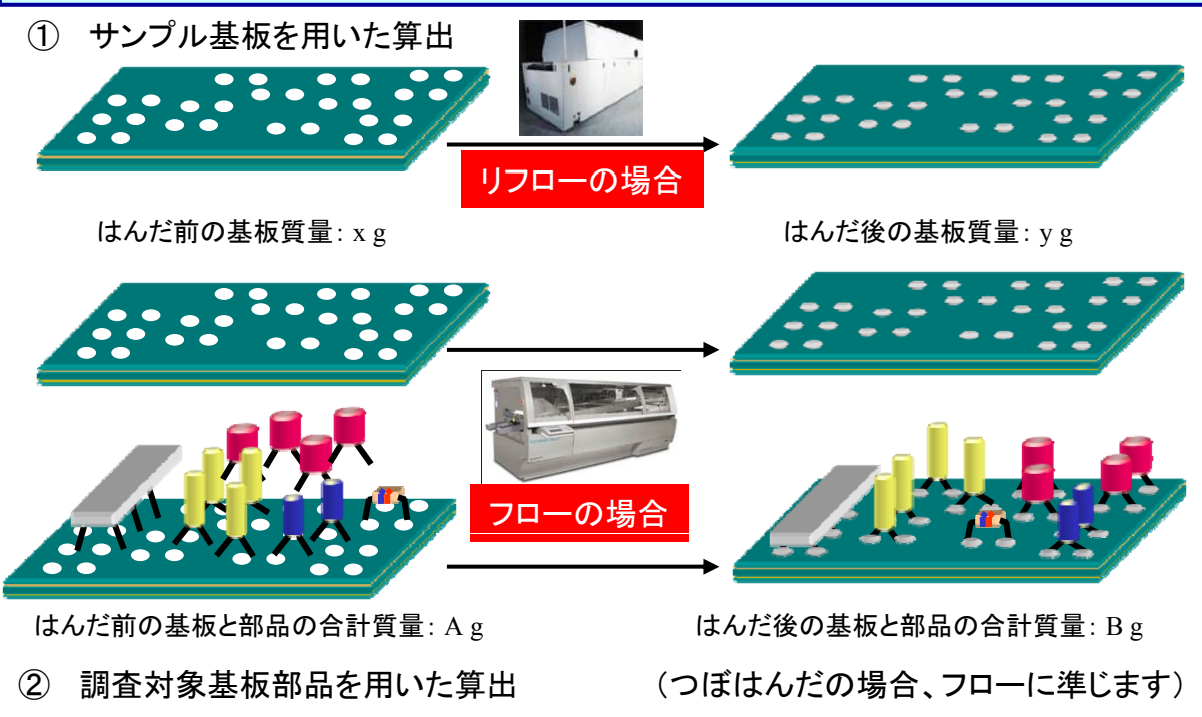 ① サンプル基板を用いた算出
リフローの場合
はんだ前の基板質量: x g
はんだ後の基板質量: y g
フローの場合
はんだ前の基板と部品の合計質量: A g
はんだ後の基板と部品の合計質量: B g
② 調査対象基板部品を用いた算出
(つぼはんだの場合、フローに準じます)